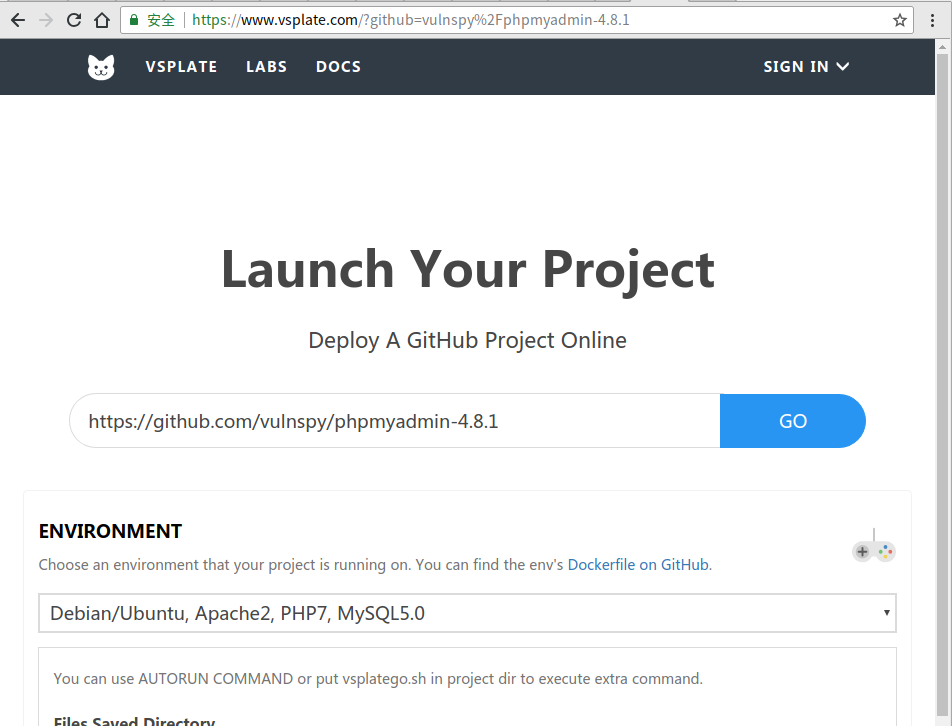 安全 https://www.vsplate.com/?github=vulnspy%2Fphpmyadmin-4.8.1
VSPLATE LABS DOCS SIGN IN
Launch Your Project
Deploy A GitHub Project Online
https://github.com/vulnspy/phpmyadmin-4.8.1 GO
ENVIRONMENT
Choose an environment that your project is running on. You can find the env's Dockerfile on GitHub.
Debian/Ubuntu, Apache2, PHP7, MySQL5.0
You can use AUTORUN COMMAND or put vsplatego.sh in project dir to execute extra command.
Files Saved Directory